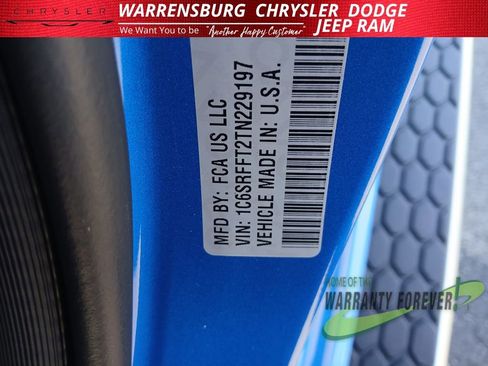 CHRYSLER
WARRENSBURG CHRYSLER DODGE
JEEP RAM
We Want You to be "Another Happy Customer"
MFD BY: FCA US LLC
VIN: 1C6SRFFT2TN229197
VEHICLE MADE IN: U.S.A.
HOME OF THE
WARRANTY FOREVER!